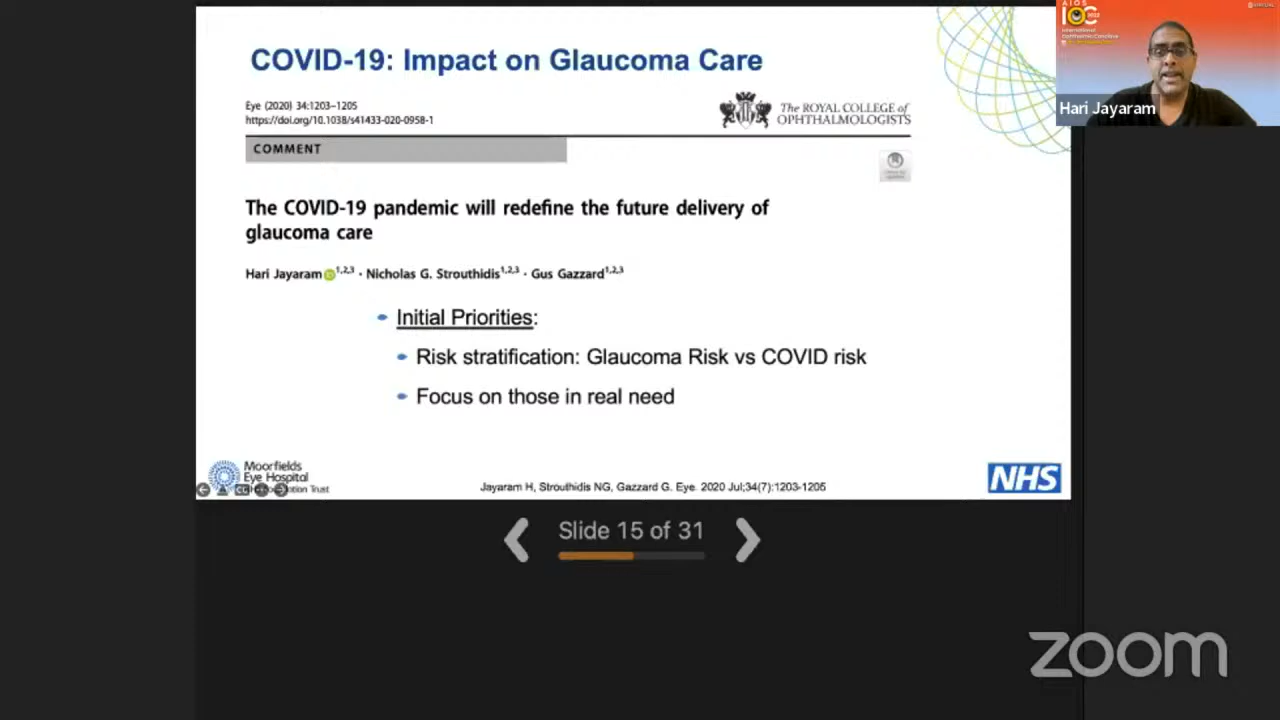 COVID-19: Impact on Glaucoma Care
Eye (2020) 34:1203–1205
https://doi.org/10.1038/s41433-020-0958-1
The ROYAL COLLEGE of
OPHTHALMOLOGISTS
COMMENT
The COVID-19 pandemic will redefine the future delivery of
glaucoma care
Hari Jayaram 1,2,3 · Nicholas G. Strouthidis1,2,3 · Gus Gazzard1,2,3
Initial Priorities:
Risk stratification: Glaucoma Risk vs COVID risk
Focus on those in real need
Moorfields
Eye Hospital
Trust
Jayaram H, Strouthidis NG, Gazzard G. Eye. 2020 Jul;34(7):1203-1205
NHS
Slide 15 of 31
AIOS
Hari Jayaram
zoom